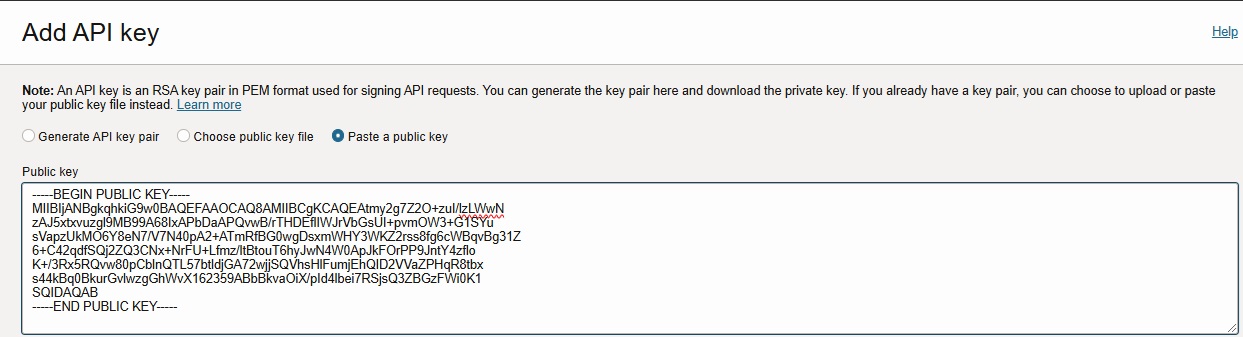 Add API key
Help
Note: An API key is an RSA key pair in PEM format used for signing API requests. You can generate the key pair here and download the private key. If you already have a key pair, you can choose to upload or paste
your public key file instead. Learn more
Generate API key pair
Choose public key file
Paste a public key
Public key
-----BEGIN PUBLIC KEY-----
MIIBIjANBgkqhkiG9w0BAQEFAAOCAQ8AMIIBCgKCAQEAtmy2g7Z2O+zuI/lzLWwN
zAJ5xtxvuzgI9MB99A68IxAPbDaAPQvwB/rTHDEflIWJrVbGsUI+pvmOW3+G1SYu
sVapzUkMO6Y8eN7/V7N40pA2+ATmRfBG0wgDsxmWHY3WKZ2rss8fg6cWBqvBg31Z
6+C42qdfSQj2ZQ3CNx+NrFU+Lfmz/ltBtouT6hyJwN4W0ApJkFOrPP9JntY4zflo
K+/3Rx5RQvw80pCbInQTL57btIdjGA72wjjSQVhsHlFumjEhQID2VVaZPHqR8tbx
s44kBq0BkurGvlwzgGhWvX162359ABbBkvaOiX/pId4lbei7RSjsQ3ZBGzFWi0K1
SQIDAQAB
-----END PUBLIC KEY-----